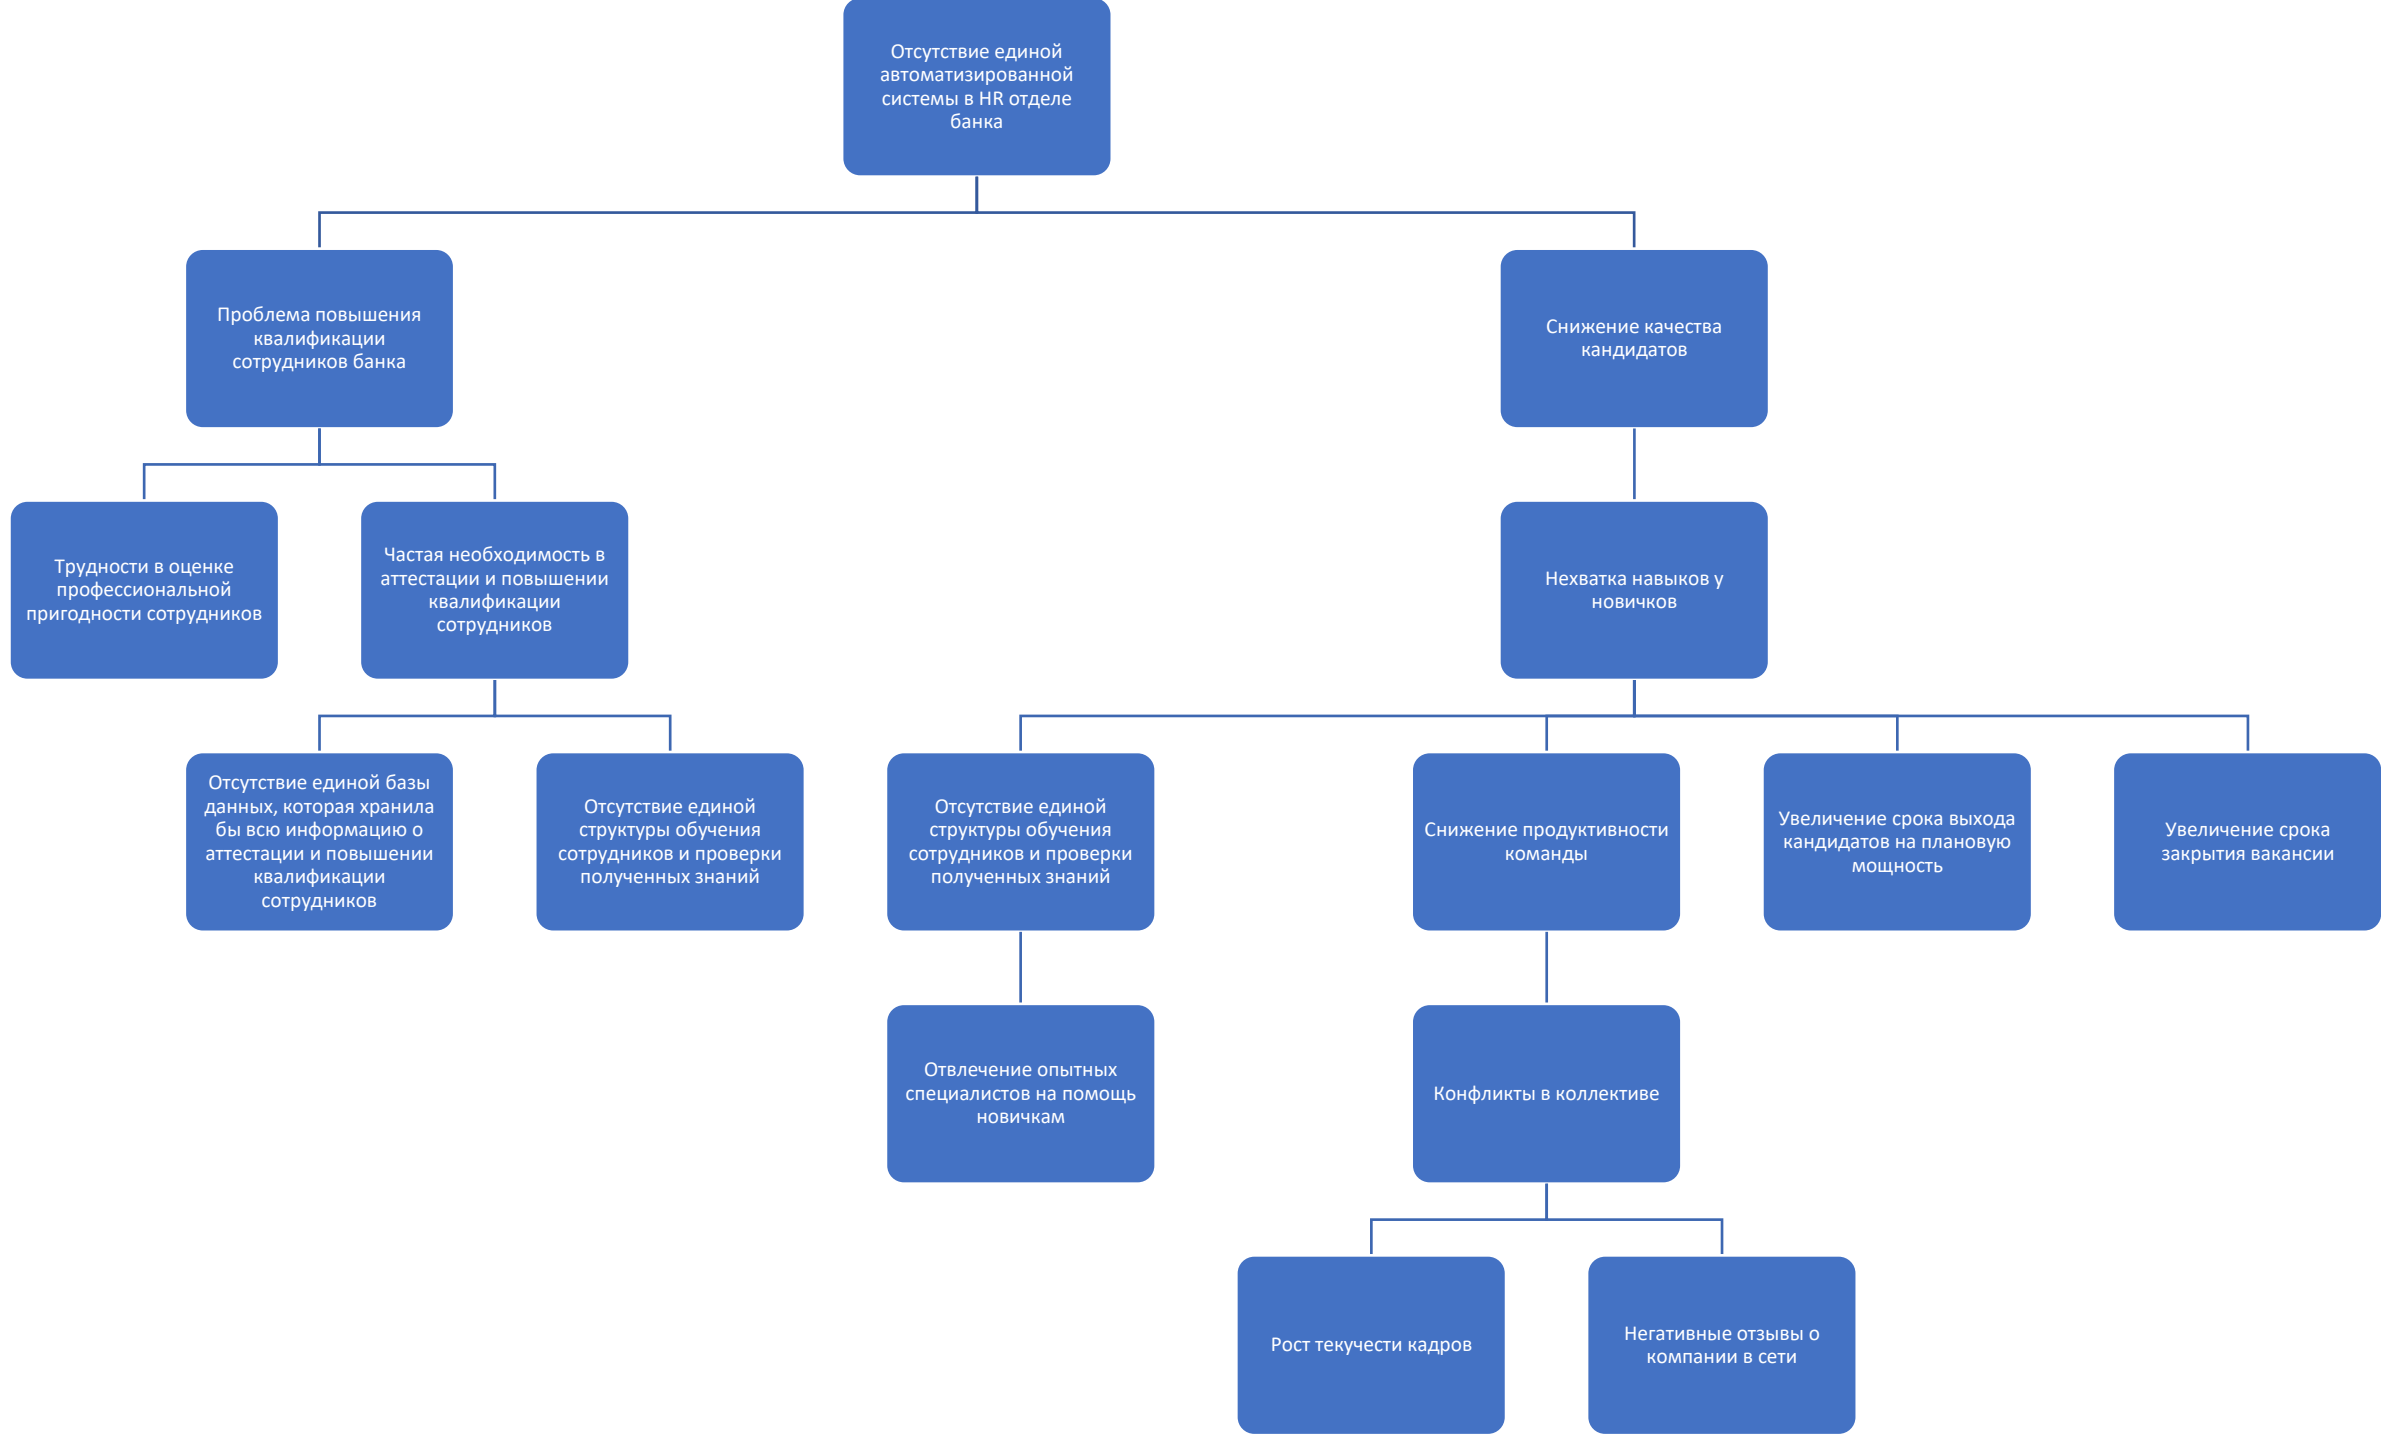 Отсутствие единой
автоматизированной
системы в HR отделе
банка
Проблема повышения
квалификации
сотрудников банка
Снижение качества
кандидатов
Трудности в оценке
профессиональной
пригодности сотрудников
Частая необходимость в
аттестации и повышении
квалификации
сотрудников
Нехватка навыков у
новичков
Отсутствие единой базы
данных, которая хранила
бы всю информацию о
аттестации и повышении
квалификации
сотрудников
Отсутствие единой
структуры обучения
сотрудников и проверки
полученных знаний
Отсутствие единой
структуры обучения
сотрудников и проверки
полученных знаний
Снижение продуктивности
команды
Увеличение срока выхода
кандидатов на плановую
мощность
Увеличение срока
закрытия вакансии
Отвлечение опытных
специалистов на помощь
новичкам
Конфликты в коллективе
Рост текучести кадров
Негативные отзывы о
компании в сети